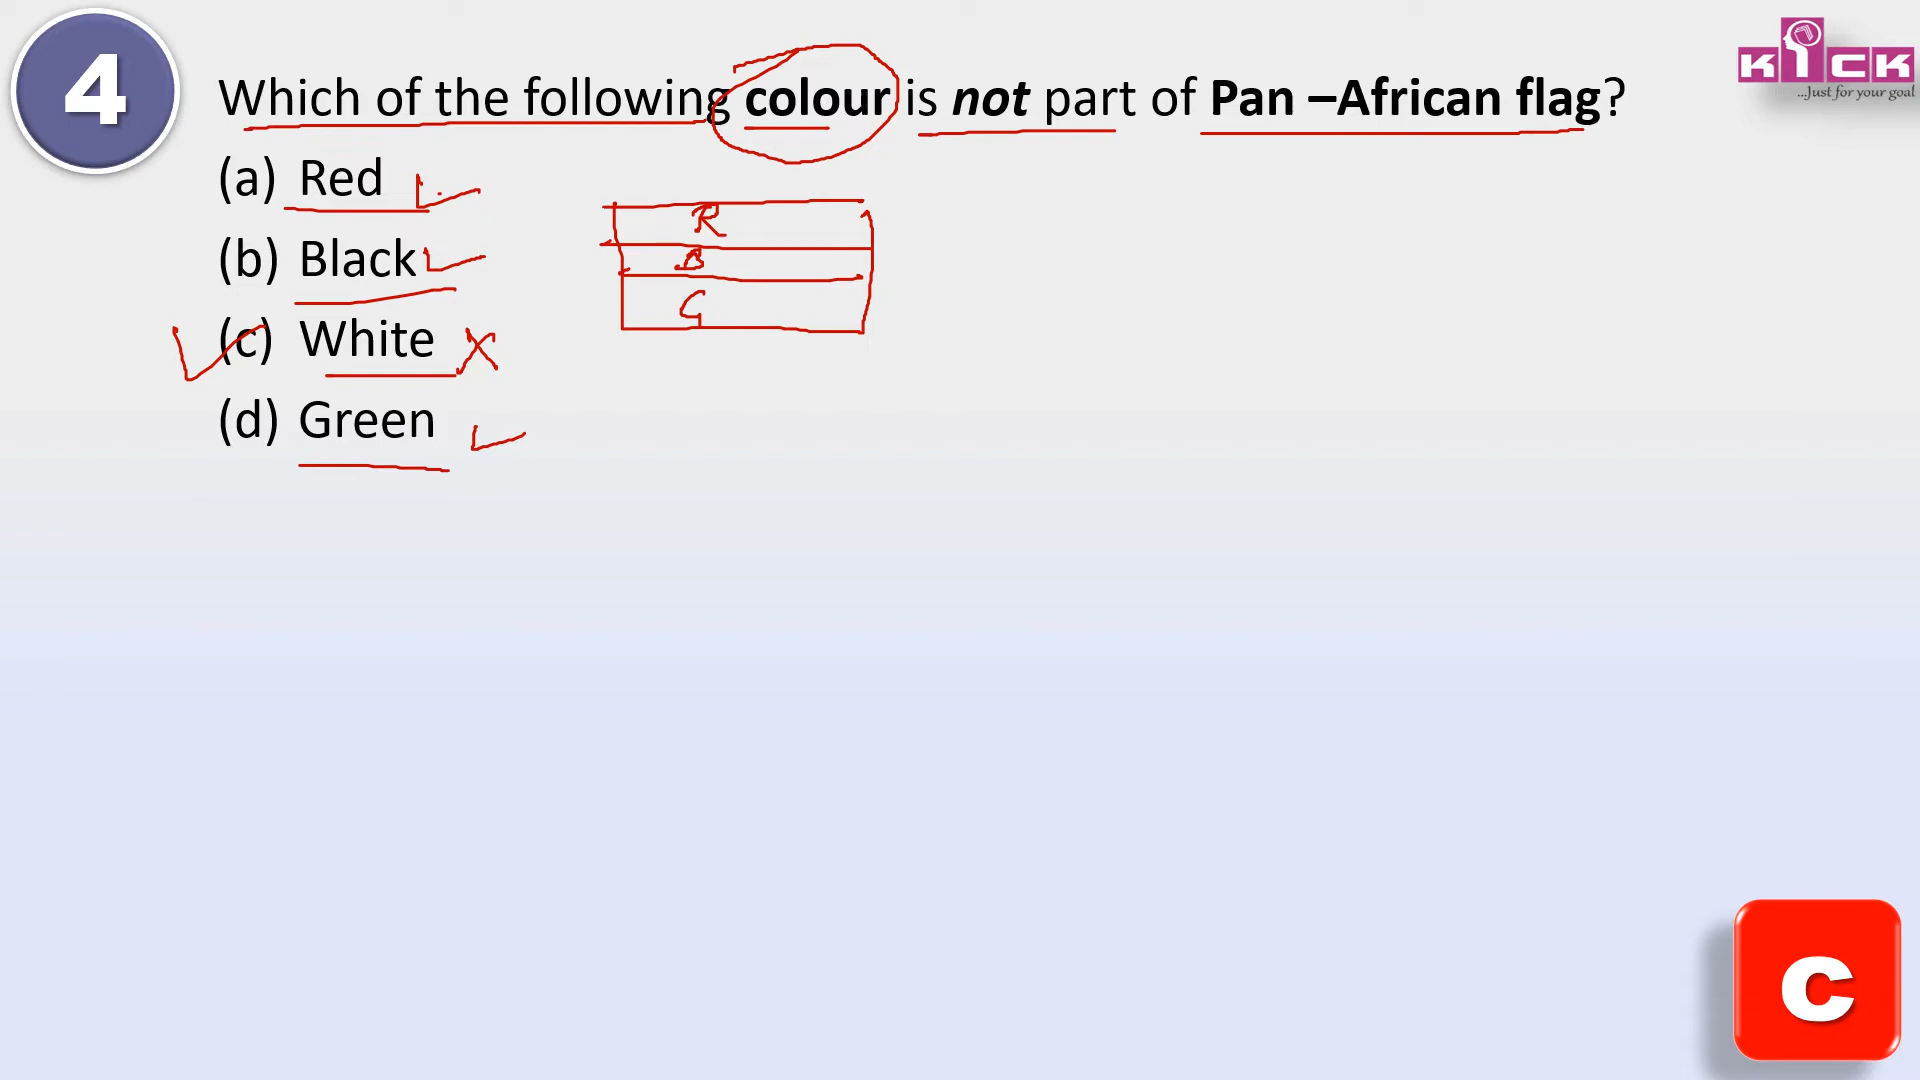 4
Which of the following colour is not part of Pan –African flag?
KICK
...Just for your goal
(a) Red
(b) Black
(c) White
(d) Green
R
B
G
C